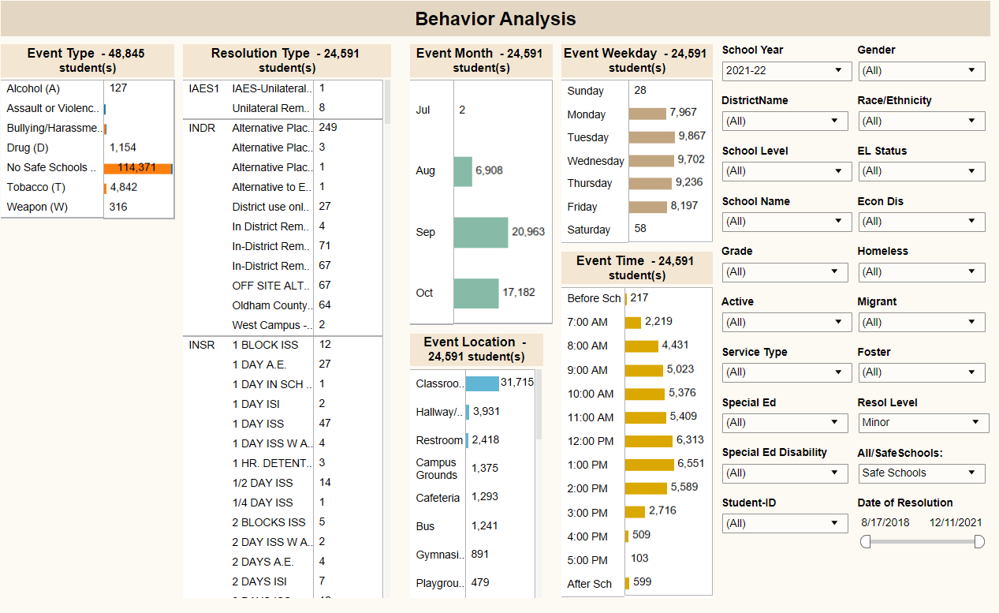 Behavior Analysis
Event Type - 48,845
student(s)
Alcohol (A) 127
Assault or Violenc..
Bullying/Harassme..
Drug (D) 1,154
No Safe Schools .. 114,371
Tobacco (T) 4,842
Weapon (W) 316
Resolution Type - 24,591
student(s)
IAES1 IAES-Unilateral.. 1
Unilateral Rem.. 8
INDR Alternative Plac.. 249
Alternative Plac.. 3
Alternative Plac.. 1
Alternative to E.. 1
District use onl.. 27
In District Rem.. 4
In-District Rem.. 71
In-District Rem.. 67
OFF SITE ALT.. 67
Oldham County.. 64
West Campus -.. 2
INSR 1 BLOCK ISS 12
1 DAY A.E. 27
1 DAY IN SCH .. 1
1 DAY ISI 2
1 DAY ISS 47
1 DAY ISS W A.. 4
1 HR. DETENT.. 3
1/2 DAY ISS 14
1/4 DAY ISS 1
2 BLOCKS ISS 5
2 DAY ISS W A.. 2
2 DAYS A.E. 4
2 DAYS ISI 7
Event Month - 24,591
student(s)
Jul 2
Aug 6,908
Sep 20,963
Oct 17,182
Event Location -
24,591 student(s)
Classroo.. 31,715
Hallway/.. 3,931
Restroom 2,418
Campus
Grounds 1,375
Cafeteria 1,293
Bus 1,241
Gymnasi.. 891
Playgrou.. 479
Event Weekday - 24,591
student(s)
Sunday 28
Monday 7,967
Tuesday 9,867
Wednesday 9,702
Thursday 9,236
Friday 8,197
Saturday 58
Event Time - 24,591
student(s)
Before Sch 217
7:00 AM 2,219
8:00 AM 4,431
9:00 AM 5,023
10:00 AM 5,376
11:00 AM 5,409
12:00 PM 6,313
1:00 PM 6,551
2:00 PM 5,589
3:00 PM 2,716
4:00 PM 509
5:00 PM 103
After Sch 599
School Year Gender
2021-22 (All)
DistrictName Race/Ethnicity
(All) (All)
School Level EL Status
(All) (All)
School Name Econ Dis
(All) (All)
Grade Homeless
(All) (All)
Active Migrant
(All) (All)
Service Type Foster
(All) (All)
Special Ed Resol Level
(All) Minor
Special Ed Disability All/SafeSchools:
(All) Safe Schools
Student-ID Date of Resolution
(All) 8/17/2018 12/11/2021